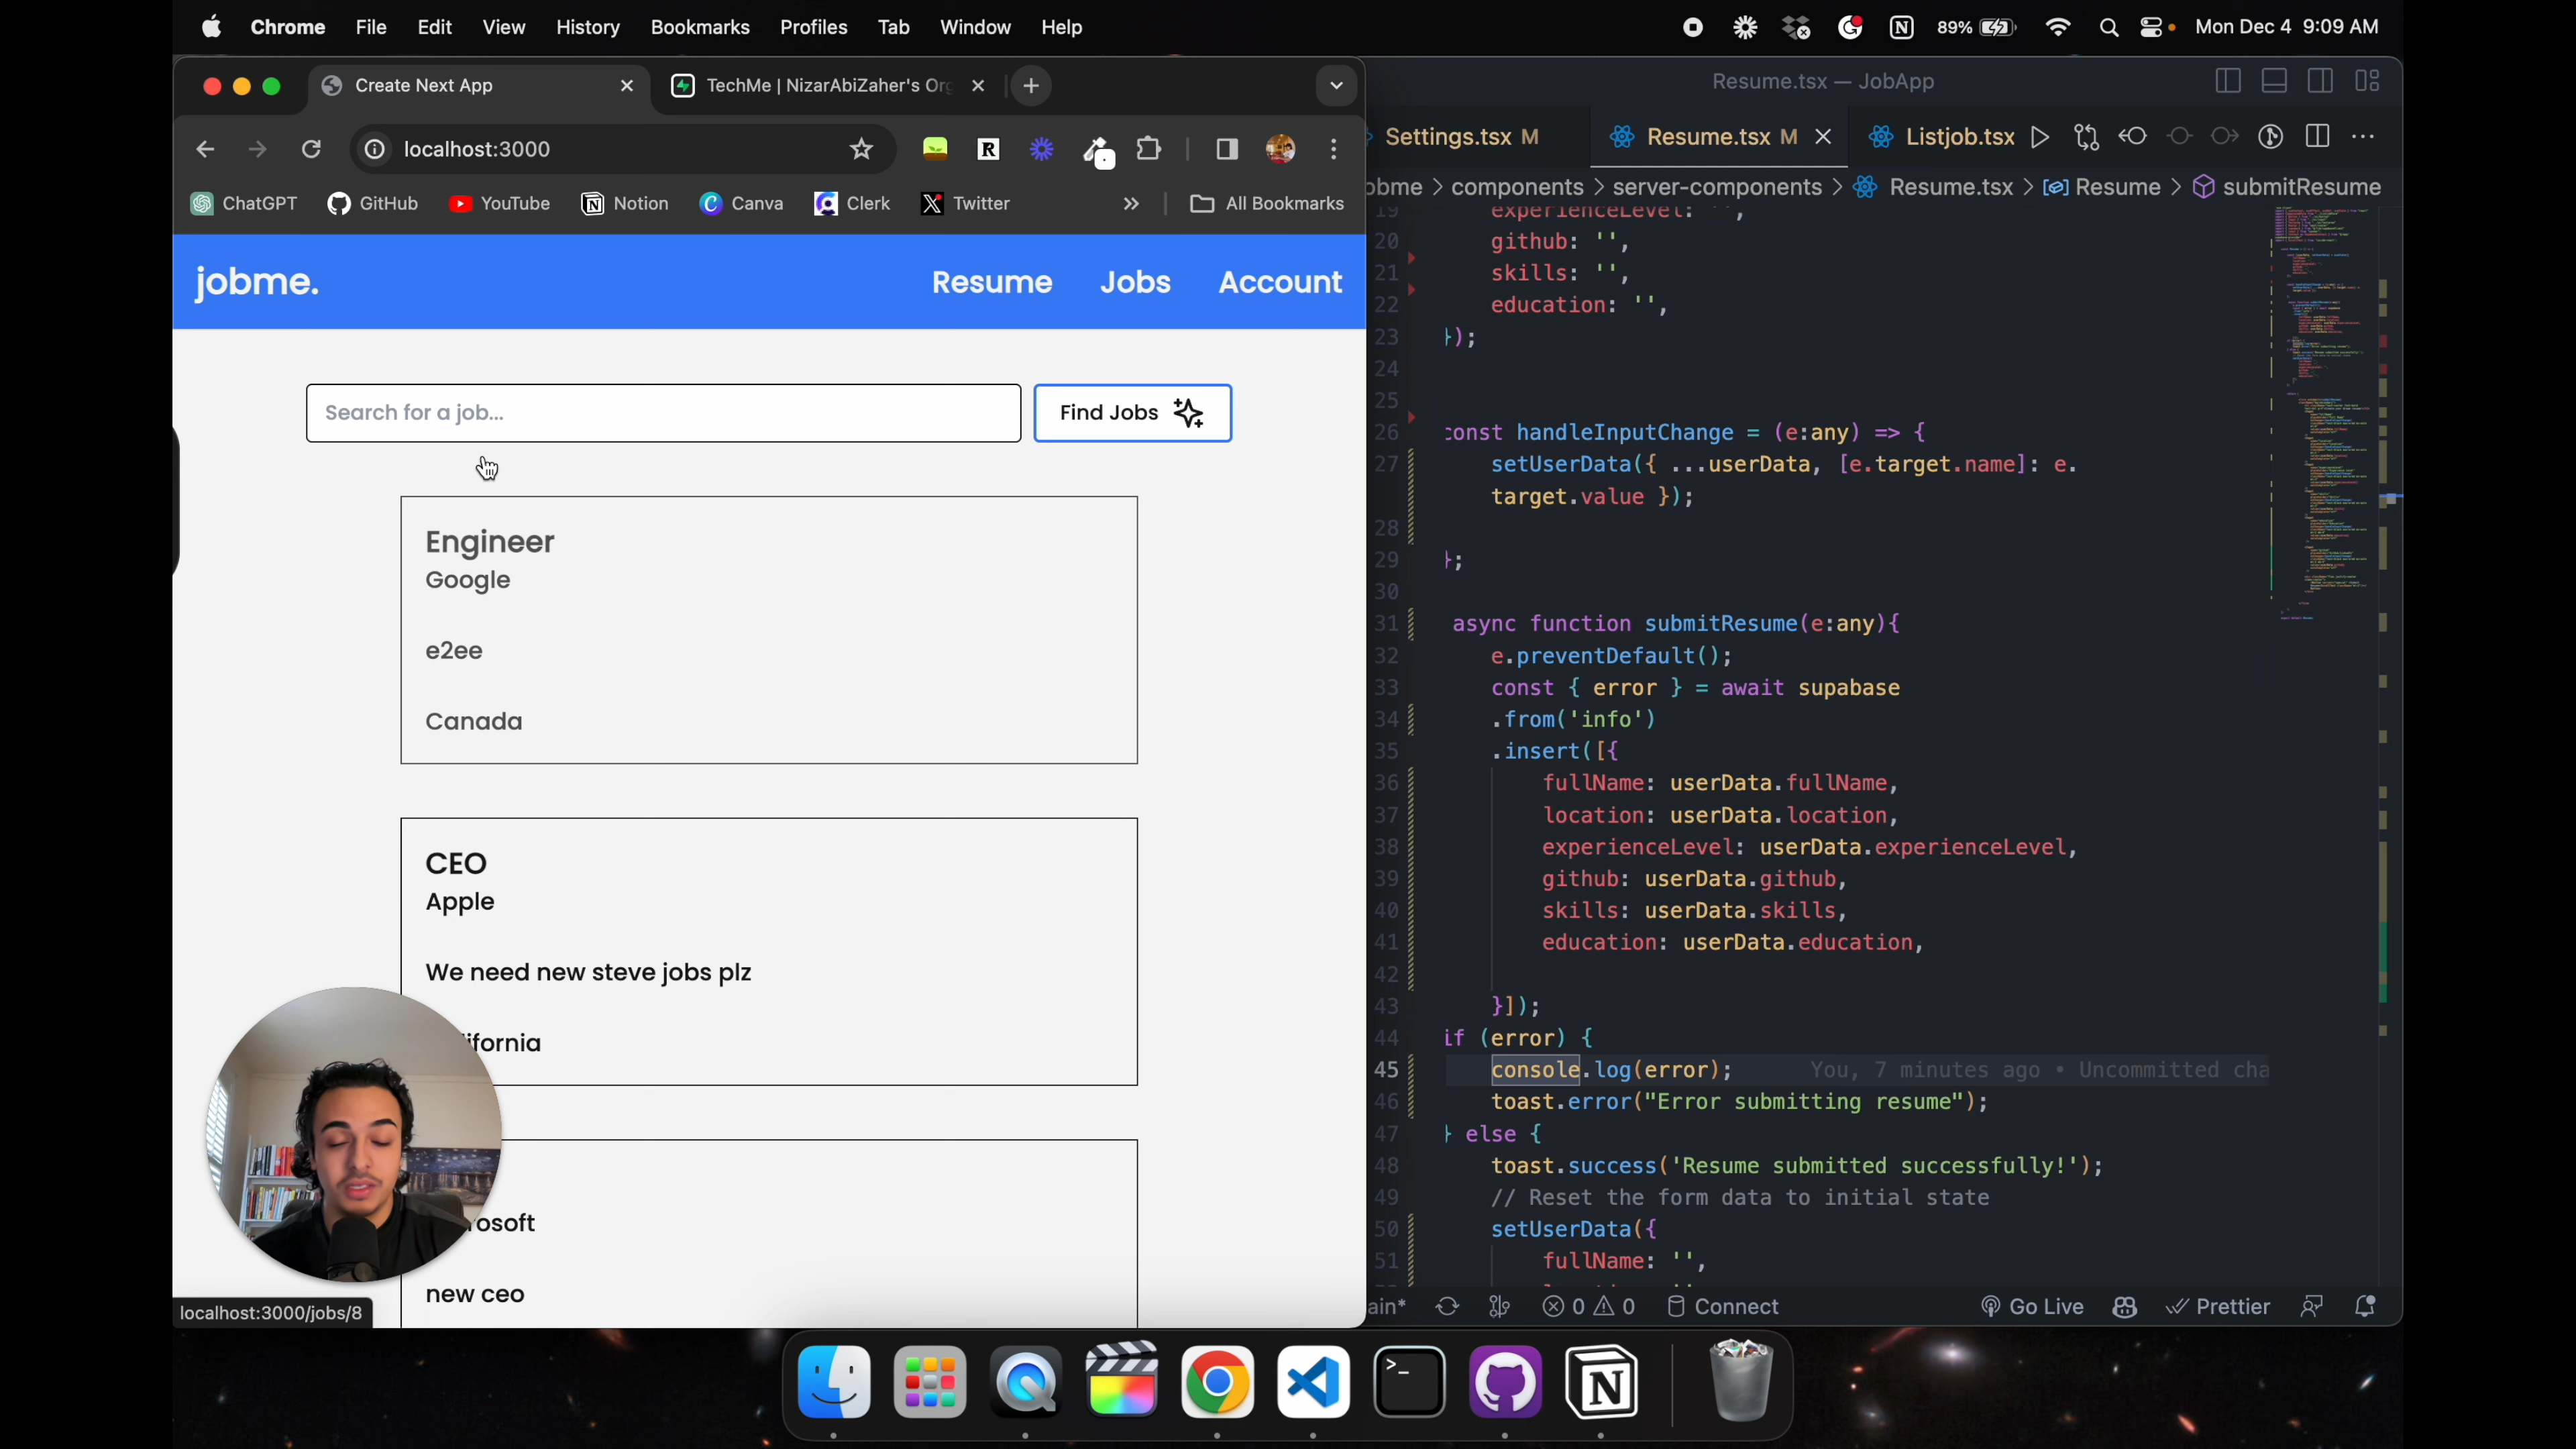 Chrome File Edit View History Bookmarks Profiles Tab Window Help
89% Mon Dec 4 9:09 AM
Create Next App
TechMe | NizarAbiZaher's Org
localhost:3000
ChatGPT GitHub YouTube Notion Canva Clerk Twitter » All Bookmarks
jobme.
Resume Jobs Account
Search for a job...
Find Jobs
Engineer
Google
e2ee
Canada
CEO
Apple
We need new steve jobs plz
ifornia
rosoft
new ceo
localhost:3000/jobs/8
Resume.tsx — JobApp
Settings.tsx M Resume.tsx M Listjob.tsx
obme > components > server-components > Resume.tsx > Resume > submitResume
19 experienceLevel: '',
20 github: '',
21 skills: '',
22 education: '',
23 });
24
25
26 const handleInputChange = (e:any) => {
27 setUserData({ ...userData, [e.target.name]: e.
target.value });
28
29 };
30
31 async function submitResume(e:any){
32 e.preventDefault();
33 const { error } = await supabase
34 .from('info')
35 .insert([{
36 fullName: userData.fullName,
37 location: userData.location,
38 experienceLevel: userData.experienceLevel,
39 github: userData.github,
40 skills: userData.skills,
41 education: userData.education,
42
43 }]);
44 if (error) {
45 console.log(error); You, 7 minutes ago • Uncommitted cha
46 toast.error("Error submitting resume");
47 } else {
48 toast.success('Resume submitted successfully!');
49 // Reset the form data to initial state
50 setUserData({
51 fullName: '',
ain* 0 0 Connect Go Live Prettier